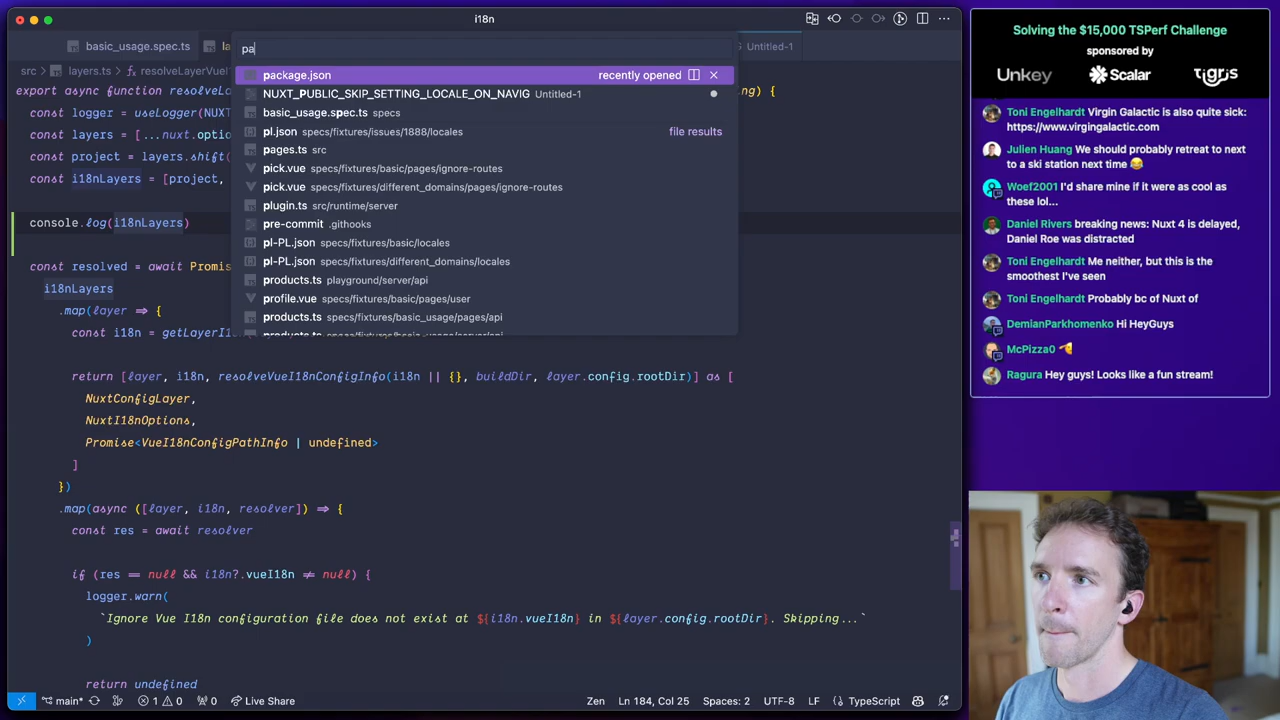 i18n
basic_usage.spec.ts
la
Untitled-1
pa
src > layers.ts > resolveLayerVueI
package.json recently opened
NUXT_PUBLIC_SKIP_SETTING_LOCALE_ON_NAVIG Untitled-1
basic_usage.spec.ts specs
pl.json specs/fixtures/issues/1888/locales file results
pages.ts src
pick.vue specs/fixtures/basic/pages/ignore-routes
pick.vue specs/fixtures/different_domains/pages/ignore-routes
plugin.ts src/runtime/server
pre-commit .githooks
pl-PL.json specs/fixtures/basic/locales
pl-PL.json specs/fixtures/different_domains/locales
products.ts playground/server/api
profile.vue specs/fixtures/basic/pages/user
products.ts specs/fixtures/basic_usage/pages/api
products.ts specs/fixtures/basic_usage/server/api
export async function resolveLa
ing) {
const logger = useLogger(NUXT
const layers = [...nuxt.optio
const project = layers.shift(
const i18nLayers = [project,
console.log(i18nLayers)
const resolved = await Promis
i18nLayers
.map(layer => {
const i18n = getLayerI1
return [layer, i18n, resolveVueI18nConfigInfo(i18n || {}, buildDir, layer.config.rootDir)] as [
NuxtConfigLayer,
NuxtI18nOptions,
Promise<VueI18nConfigPathInfo | undefined>
]
})
.map(async ([layer, i18n, resolver]) => {
const res = await resolver
if (res == null && i18n?.vueI18n != null) {
logger.warn(
`Ignore Vue I18n configuration file does not exist at ${i18n.vueI18n} in ${layer.config.rootDir}. Skipping...`
)
return undefined
main* 1 0 0 Live Share Zen Ln 184, Col 25 Spaces: 2 UTF-8 LF TypeScript
Solving the $15,000 TSPerf Challenge
sponsored by
Unkey Scalar tigris
Toni Engelhardt Virgin Galactic is also quite sick:
https://www.virgingalactic.com
Julien Huang We should probably retreat to next
to a ski station next time 😂
Woef2001 I'd share mine if it were as cool as
these lol...
Daniel Rivers breaking news: Nuxt 4 is delayed,
Daniel Roe was distracted
Toni Engelhardt Me neither, but this is the
smoothest I've seen
Toni Engelhardt Probably bc of Nuxt of
DemianParkhomenko Hi HeyGuys
McPizza0 🫡
Ragura Hey guys! Looks like a fun stream!